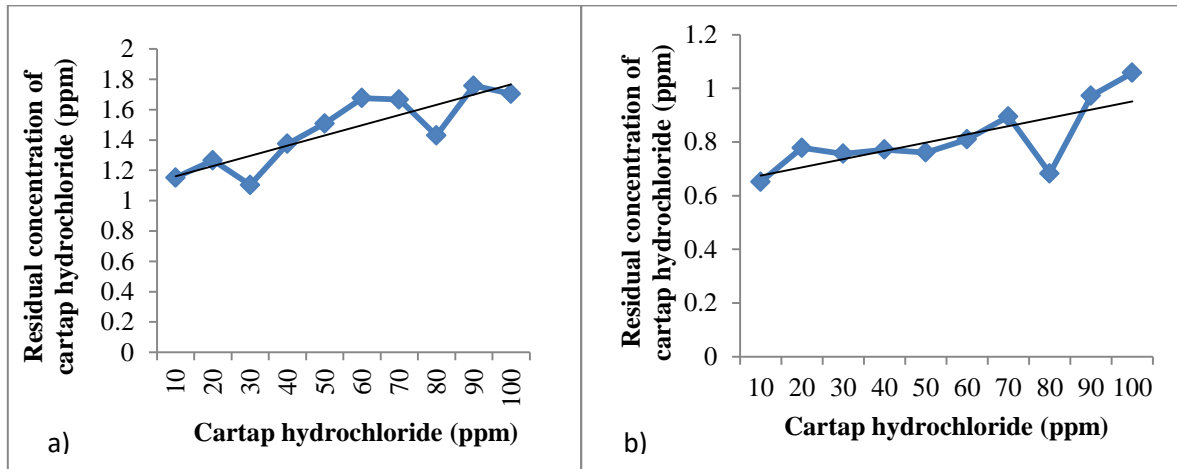 Residual concentration of
cartap hydrochloride (ppm)
2
1.8
1.6
1.4
1.2
1
0.8
0.6
0.4
0.2
0
10 20 30 40 50 60 70 80 90 100
Cartap hydrochloride (ppm)
a)
Residual concentration of
cartap hydrochloride (ppm)
1.2
1
0.8
0.6
0.4
0.2
0
10 20 30 40 50 60 70 80 90 100
Cartap hydrochloride (ppm)
b)